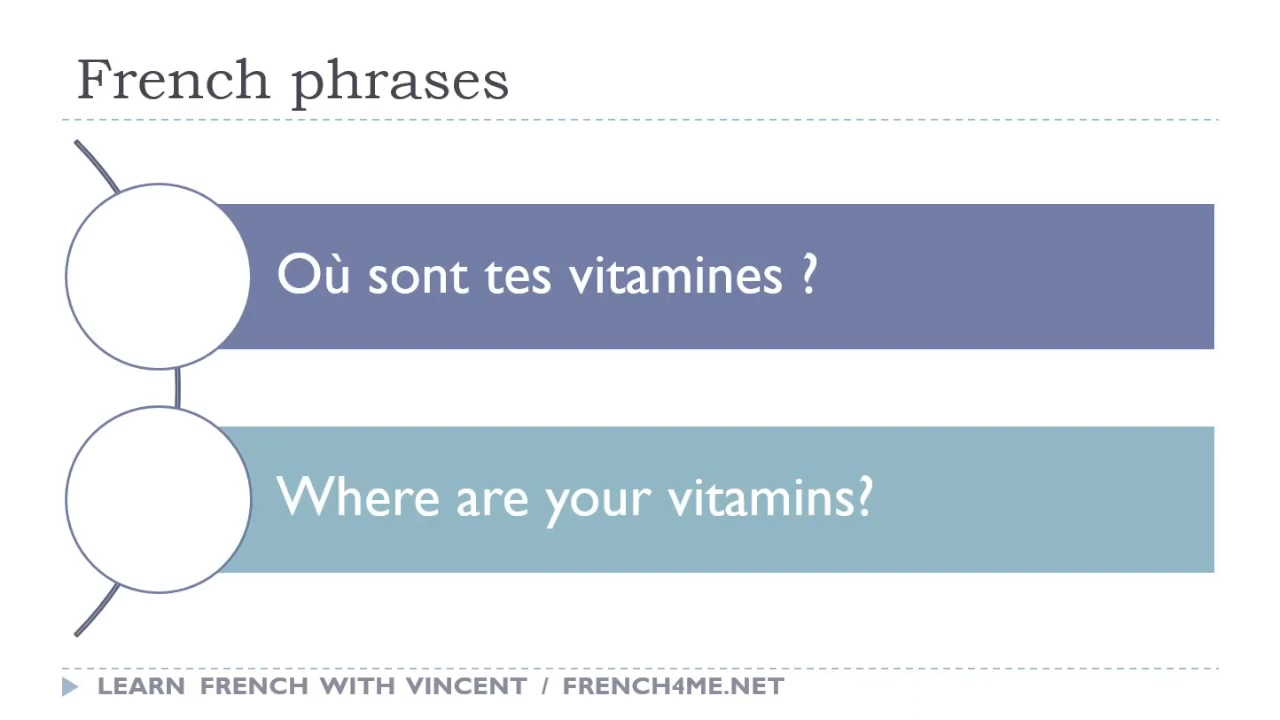 French phrases
Où sont tes vitamines ?
Where are your vitamins?
LEARN FRENCH WITH VINCENT / FRENCH4ME.NET